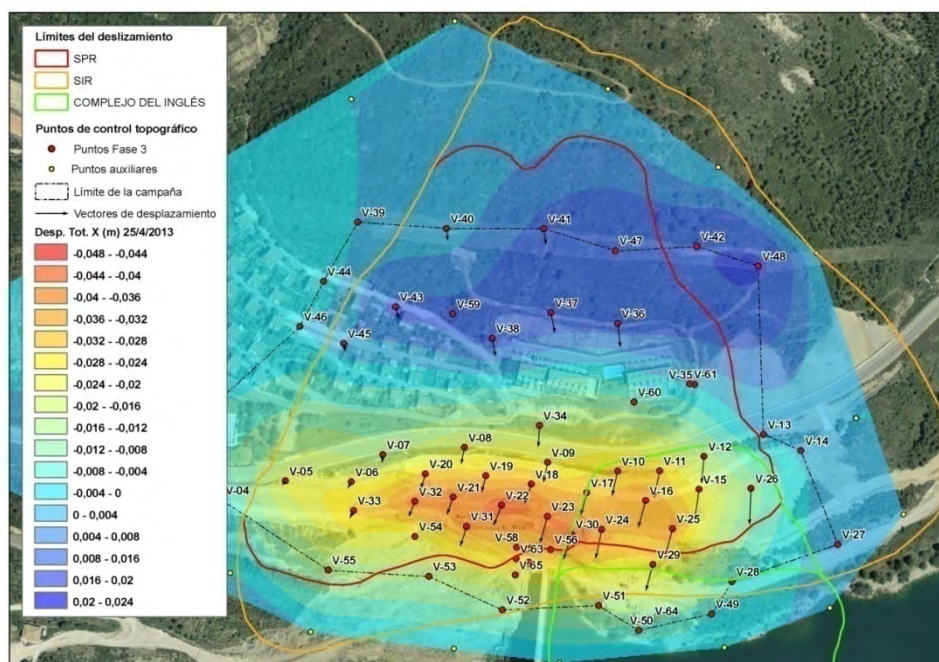 Límites del deslizamiento
SPR
SIR
COMPLEJO DEL INGLÉS
Puntos de control topográfico
Puntos Fase 3
Puntos auxiliares
Límite de la campaña
Vectores de desplazamiento
Desp. Tot. X (m) 25/4/2013
-0,048 - -0,044
-0,044 - -0,04
-0,04 - -0,036
-0,036 - -0,032
-0,032 - -0,028
-0,028 - -0,024
-0,024 - -0,02
-0,02 - -0,016
-0,016 - -0,012
-0,012 - -0,008
-0,008 - -0,004
-0,004 - 0
0 - 0,004
0,004 - 0,008
0,008 - 0,016
0,016 - 0,02
0,02 - 0,024
V-39
V-40
V-41
V-47
V-42
V-48
V-44
V-43
V-59
V-37
V-36
V-46
V-45
V-38
V-35
V-61
V-60
V-34
V-13
V-14
V-07
V-08
V-09
V-12
V-05
V-06
V-20
V-19
V-18
V-10
V-11
V-04
V-17
V-15
V-26
V-33
V-32
V-21
V-22
V-23
V-16
V-54
V-31
V-30
V-24
V-25
V-27
V-58
V-56
V-63
V-29
V-55
V-53
V-65
V-28
V-52
V-51
V-64
V-49
V-50